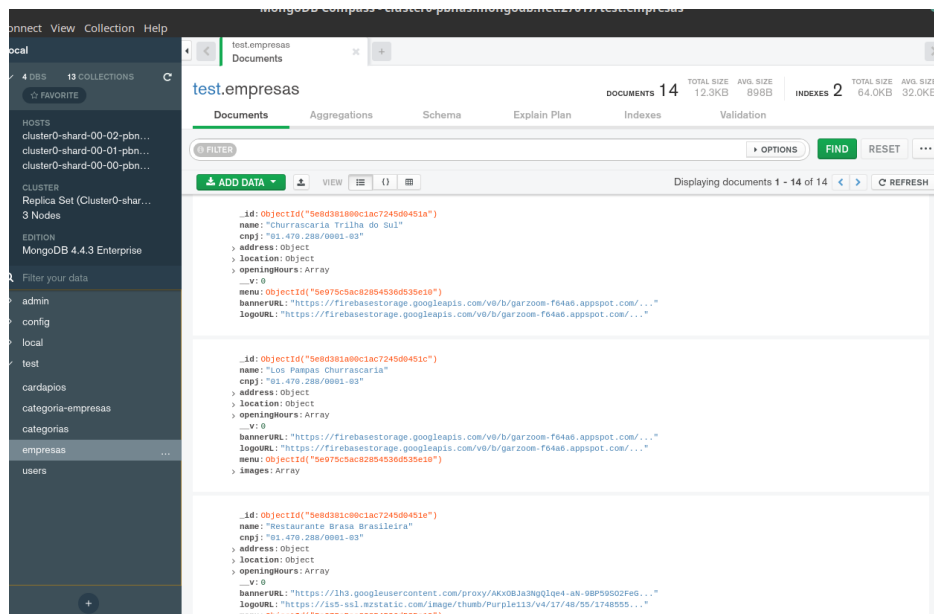 MongoDB Compass - cluster0-pbnas.mongodb.net:27017/test.empresas
onnect View Collection Help
ocal
4 DBS 13 COLLECTIONS
☆ FAVORITE
HOSTS
cluster0-shard-00-02-pbn...
cluster0-shard-00-01-pbn...
cluster0-shard-00-00-pbn...
CLUSTER
Replica Set (Cluster0-shar...
3 Nodes
EDITION
MongoDB 4.4.3 Enterprise
Filter your data
admin
config
local
test
cardapios
categoria-empresas
categorias
empresas ...
users
+
test.empresas
Documents
+
test.empresas
DOCUMENTS 14 TOTAL SIZE 12.3KB AVG. SIZE 898B INDEXES 2 TOTAL SIZE 64.0KB AVG. SIZE 32.0KB
Documents Aggregations Schema Explain Plan Indexes Validation
FILTER OPTIONS FIND RESET ...
ADD DATA VIEW {} Displaying documents 1 - 14 of 14 < > REFRESH
_id: ObjectId("5e8d381800c1ac7245d0451a")
name: "Churrascaria Trilha do Sul"
cnpj: "01.470.288/0001-03"
address: Object
location: Object
openingHours: Array
__v: 0
menu: ObjectId("5e975c5ac82854536d535e10")
bannerURL: "https://firebasestorage.googleapis.com/v0/b/garzoom-f64a6.appspot.com/..."
logoURL: "https://firebasestorage.googleapis.com/v0/b/garzoom-f64a6.appspot.com/..."
_id: ObjectId("5e8d381a00c1ac7245d0451c")
name: "Los Pampas Churrascaria"
cnpj: "01.470.288/0001-03"
address: Object
location: Object
openingHours: Array
__v: 0
bannerURL: "https://firebasestorage.googleapis.com/v0/b/garzoom-f64a6.appspot.com/..."
logoURL: "https://firebasestorage.googleapis.com/v0/b/garzoom-f64a6.appspot.com/..."
menu: ObjectId("5e975c5ac82854536d535e10")
images: Array
_id: ObjectId("5e8d381c00c1ac7245d0451e")
name: "Restaurante Brasa Brasileira"
cnpj: "01.470.288/0001-03"
address: Object
location: Object
openingHours: Array
__v: 0
bannerURL: "https://lh3.googleusercontent.com/proxy/AKxOBJa3NgQlqe4-aN-9BP59SO2FeG..."
logoURL: "https://is5-ssl.mzstatic.com/image/thumb/Purple113/v4/17/48/55/1748555..."